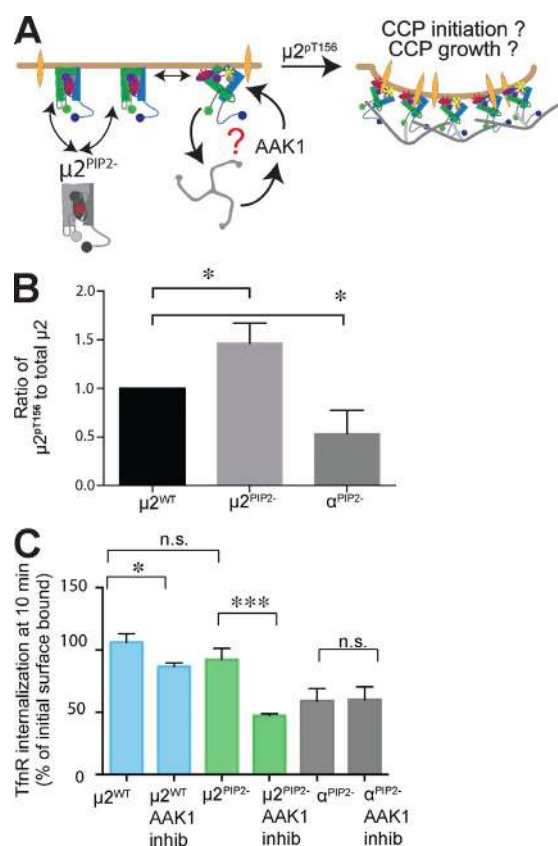 A
μ2pT156
CCP initiation ?
CCP growth ?
?
AAK1
μ2PIP2-
B
*
*
Ratio of
μ2pT156 to total μ2
1.5
1.0
0.5
0.0
μ2WT
μ2PIP2-
αPIP2-
C
n.s.
*
***
n.s.
TfnR internalization at 10 min
(% of initial surface bound)
150
100
50
0
μ2WT
μ2WT
AAK1
inhib
μ2PIP2-
μ2PIP2-
AAK1
inhib
αPIP2-
αPIP2-
AAK1
inhib